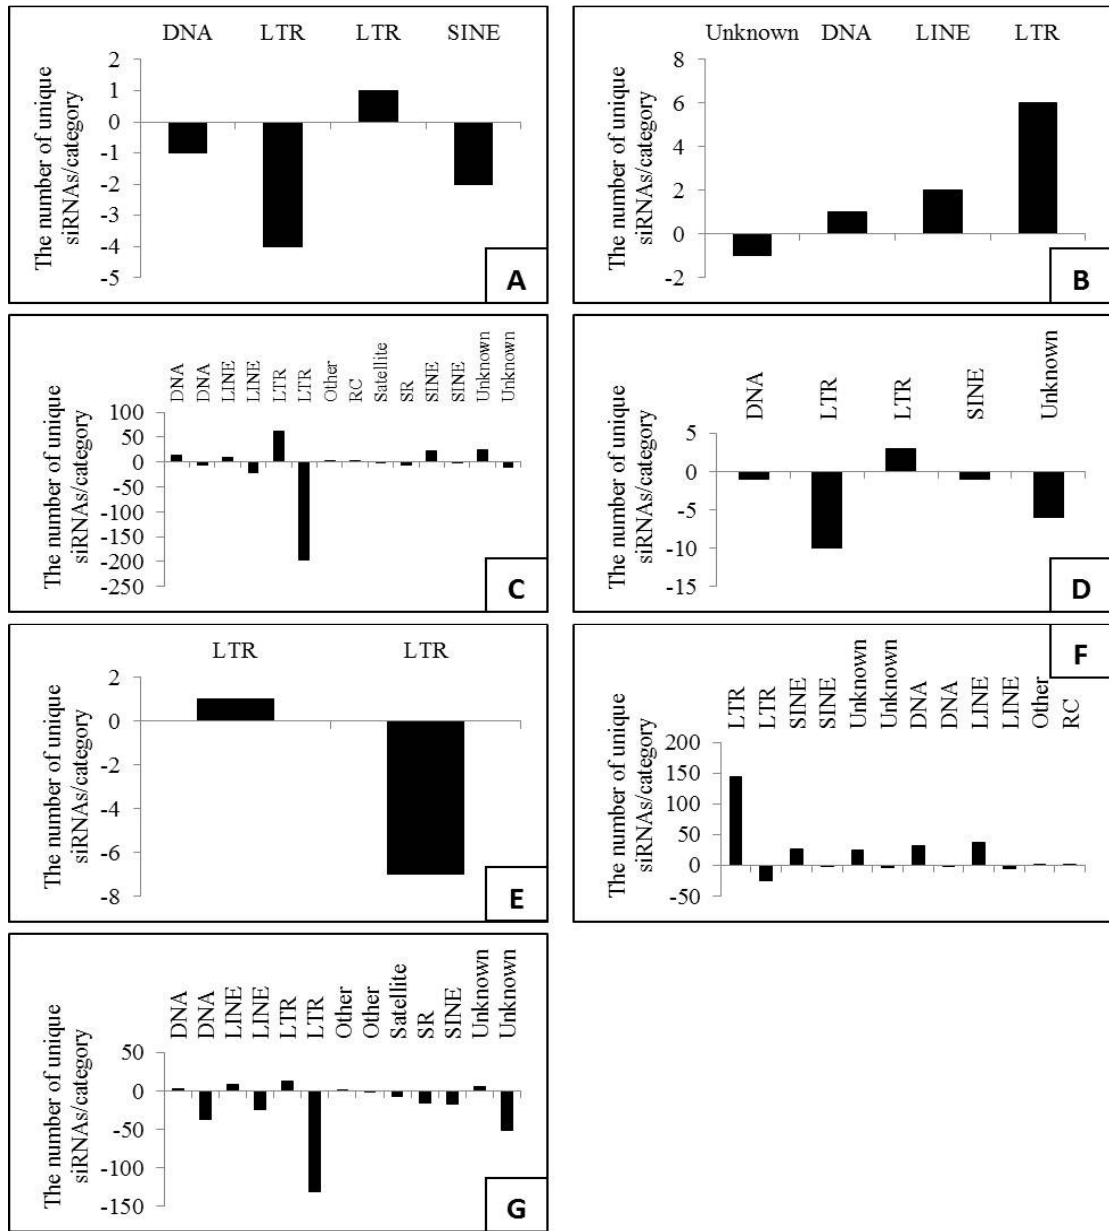 DNA LTR LTR SINE
The number of unique
siRNAs/category
2
1
0
-1
-2
-3
-4
-5
A
Unknown DNA LINE LTR
The number of unique
siRNAs/category
8
6
4
2
0
-2
B
DNA DNA LINE LINE LTR LTR Other RC Satellite SR SINE SINE Unknown Unknown
The number of unique
siRNAs/category
100
50
0
-50
-100
-150
-200
-250
C
DNA LTR LTR SINE Unknown
The number of unique
siRNAs/category
5
0
-5
-10
-15
D
LTR LTR
The number of unique
siRNAs/category
2
0
-2
-4
-6
-8
E
F
LTR LTR SINE SINE Unknown Unknown DNA DNA LINE LINE Other RC
The number of unique
siRNAs/category
200
150
100
50
0
-50
DNA DNA LINE LINE LTR LTR Other Other Satellite SR SINE Unknown Unknown
The number of unique
siRNAs/category
50
0
-50
-100
-150
G